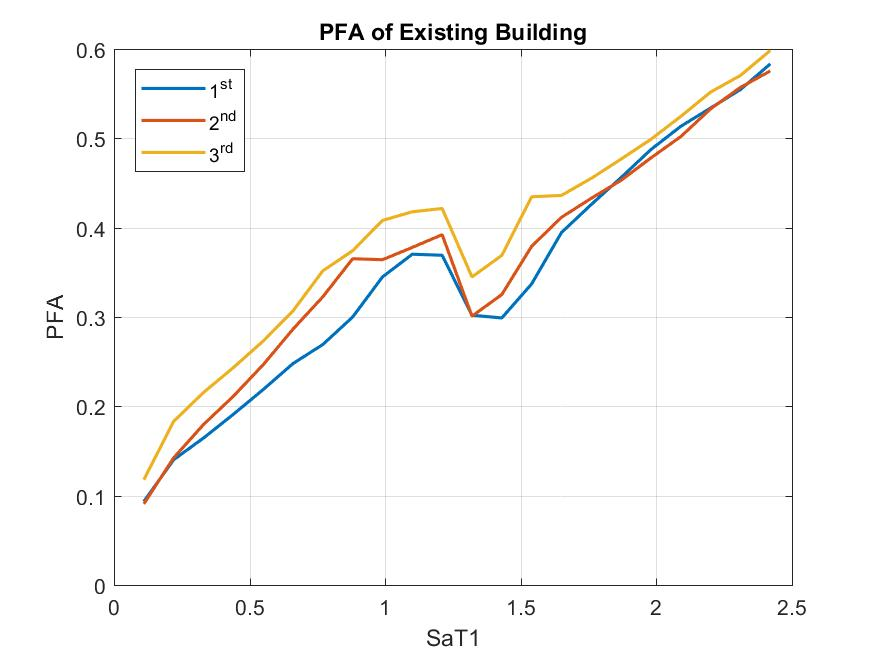 PFA of Existing Building
0.6
0.5
0.4
0.3
0.2
0.1
0
PFA
1st
2nd
3rd
0 0.5 1 1.5 2 2.5
SaT1